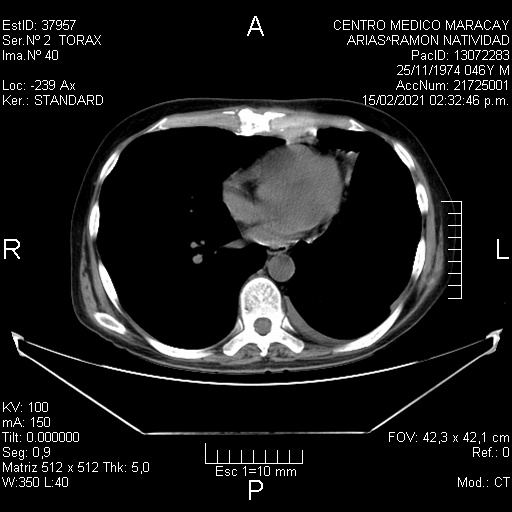 EstID: 37957
Ser.Nº 2 TORAX
Ima.Nº 40
Loc: -239 Ax
Ker.: STANDARD
A
CENTRO MEDICO MARACAY
ARIAS^RAMON NATIVIDAD
PacID: 13072283
25/11/1974 046Y M
AccNum: 21725001
15/02/2021 02:32:46 p.m.
R
L
KV: 100
mA: 150
Tilt: 0.000000
Seg: 0,9
Matriz 512 x 512 Thk: 5,0
W:350 L:40
Esc 1=10 mm
P
FOV: 42,3 x 42,1 cm
Ref.: 0
Mod.: CT